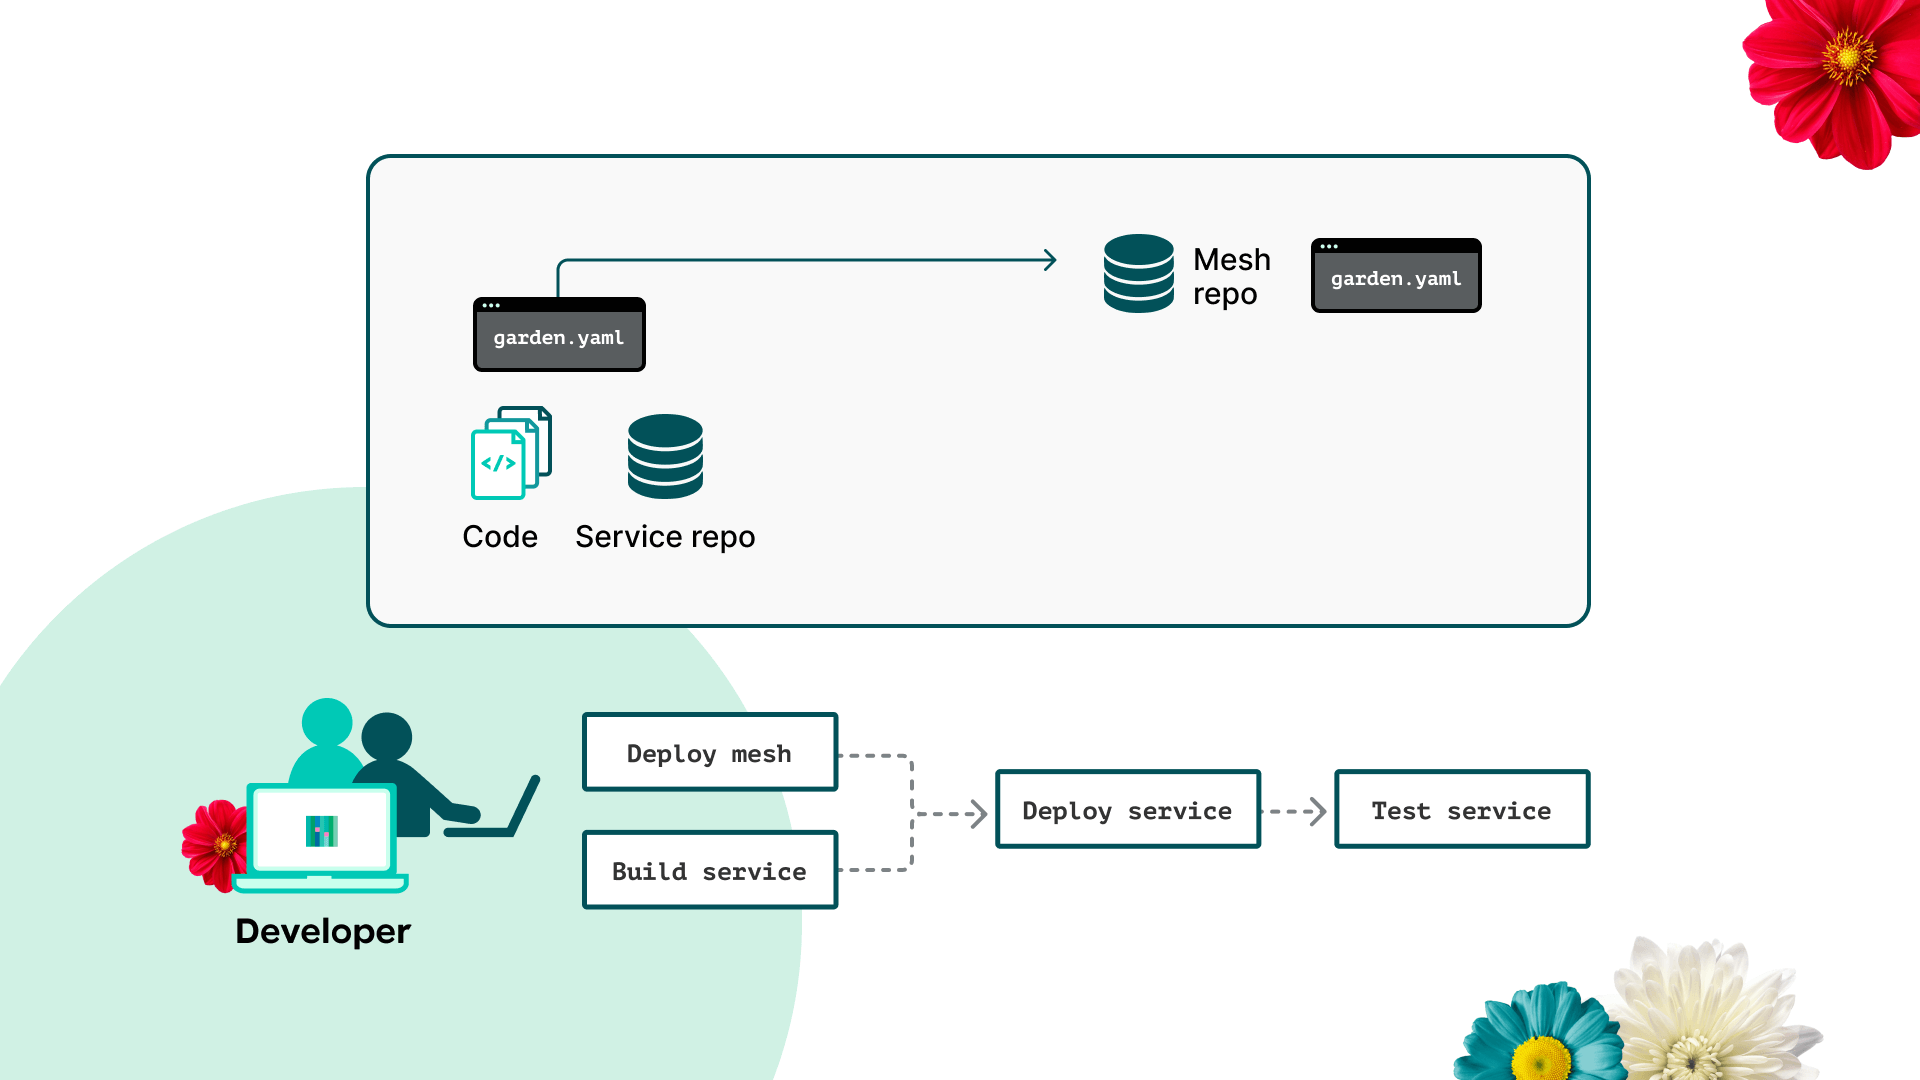 Mesh
repo
garden.yaml
garden.yaml
</>
Code
Service repo
Deploy mesh
Build service
Deploy service
Test service
Developer